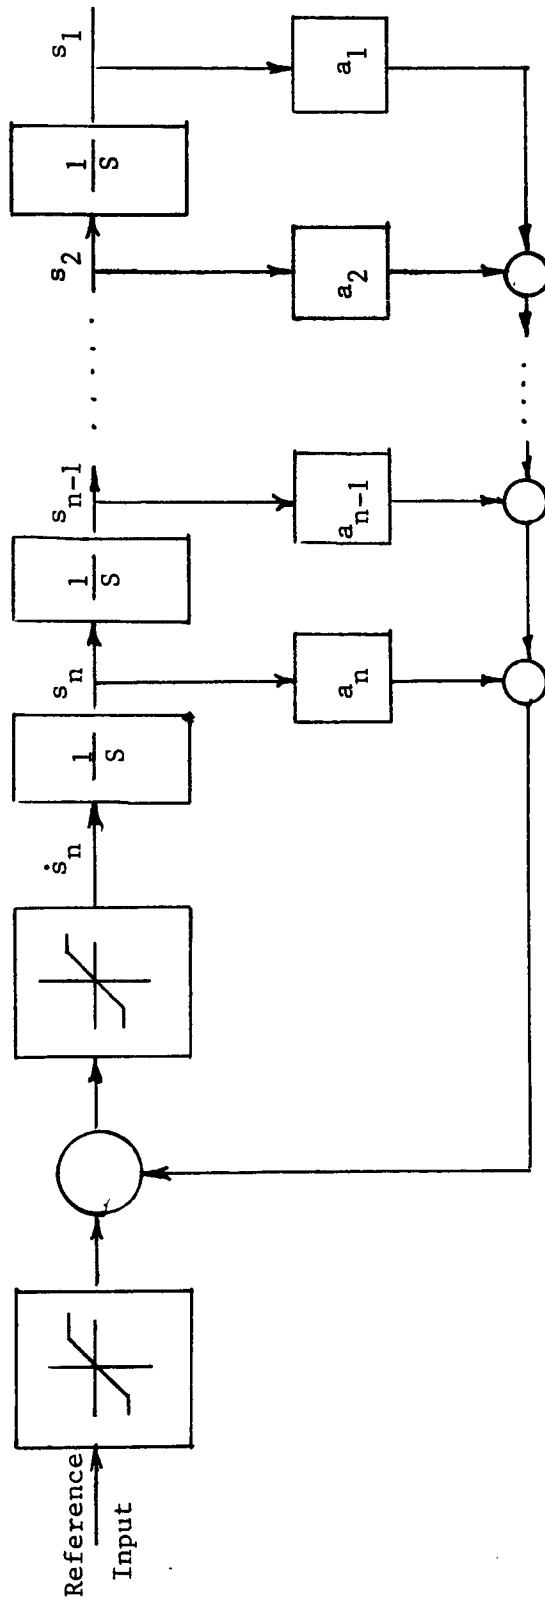 Reference
Input
ṡn
1
S
sn
1
S
sn-1
. . . . .
s2
1
S
s1
an
an-1
. . . .
a2
a1